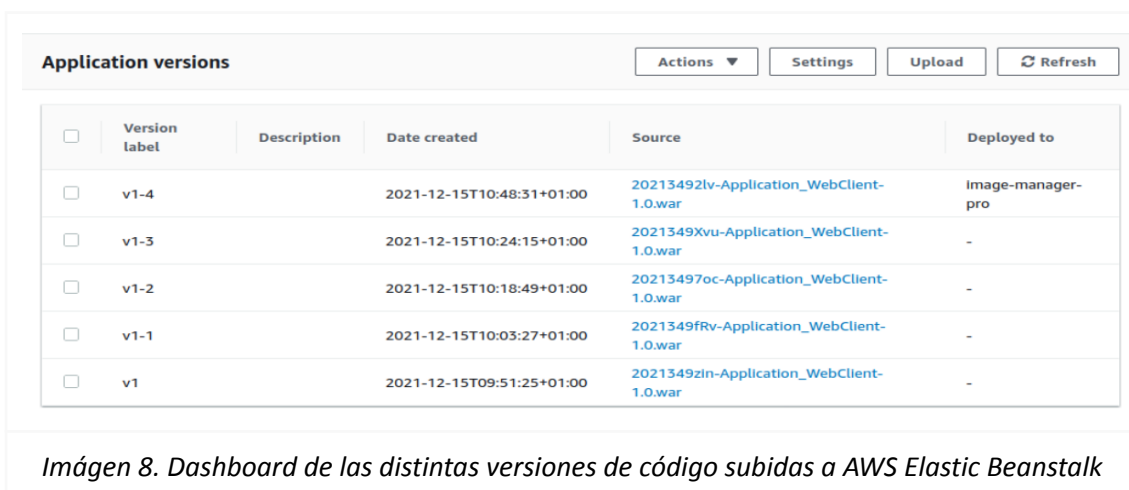 Application versions
Actions ▼
Settings
Upload
Refresh
Version label
Description
Date created
Source
Deployed to
v1-4
2021-12-15T10:48:31+01:00
20213492lv-Application_WebClient-
1.0.war
image-manager-
pro
v1-3
2021-12-15T10:24:15+01:00
2021349Xvu-Application_WebClient-
1.0.war
-
v1-2
2021-12-15T10:18:49+01:00
20213497oc-Application_WebClient-
1.0.war
-
v1-1
2021-12-15T10:03:27+01:00
2021349fRv-Application_WebClient-
1.0.war
-
v1
2021-12-15T09:51:25+01:00
2021349zin-Application_WebClient-
1.0.war
-
Imágen 8. Dashboard de las distintas versiones de código subidas a AWS Elastic Beanstalk